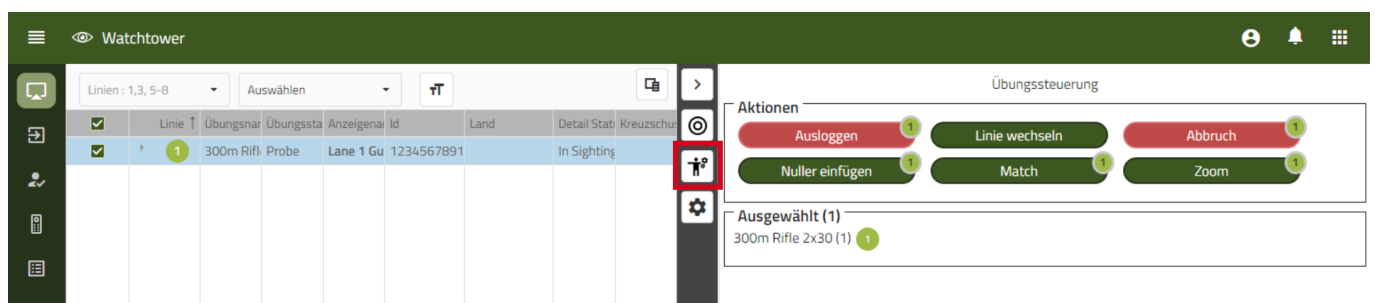 Watchtower
Linien : 1,3, 5-8 Auswählen TT
Linie ↑ Übungsnar Übungssta Anzeigenai Id Land Detail Stat Kreuzschu
1 300m Rifl Probe Lane 1 Gu 1234567891 In Sighting
Übungssteuerung
Aktionen
Ausloggen 1 Linie wechseln Abbruch 1
Nuller einfügen 1 Match 1 Zoom 1
Ausgewählt (1)
300m Rifle 2x30 (1) 1